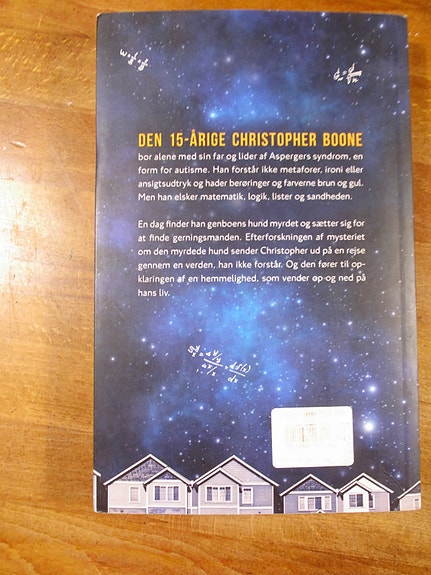 DEN 15-ÅRIGE CHRISTOPHER BOONE
bor alene med sin far og lider af Aspergers syndrom, en
form for autisme. Han forstår ikke metaforer, ironi eller
ansigtsudtryk og hader berøringer og farverne brun og gul.
Men han elsker matematik, logik, lister og sandheden.
En dag finder han genboens hund myrdet og sætter sig for
at finde gerningsmanden. Efterforskningen af mysteriet
om den myrdede hund sender Christopher ud på en rejse
gennem en verden, han ikke forstår. Og den fører til op-
klaringen af en hemmelighed, som vender op og ned på
hans liv.